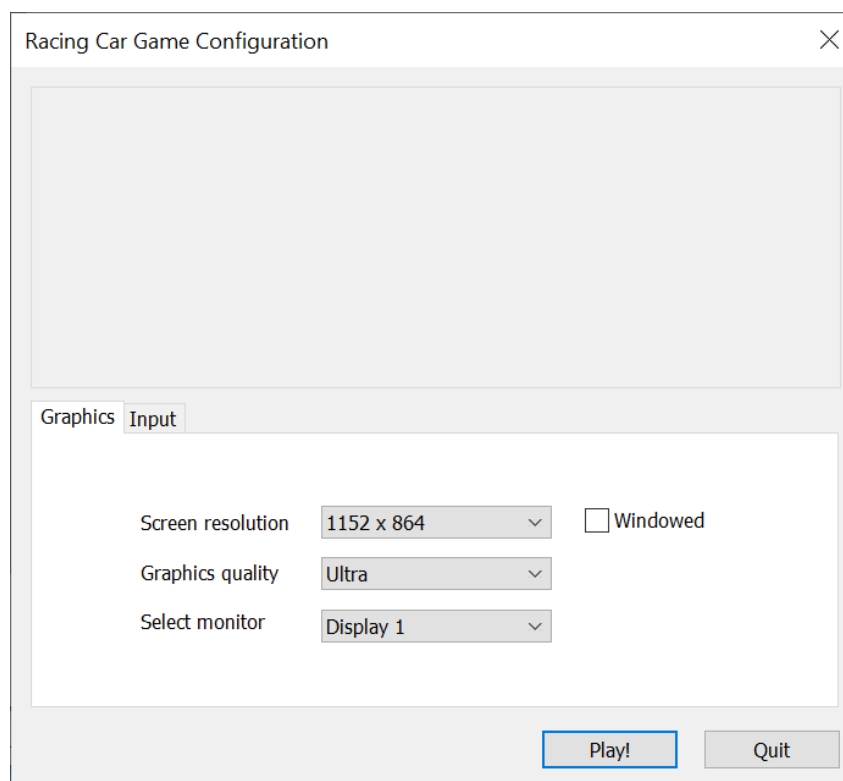 Racing Car Game Configuration
Graphics Input
Screen resolution 1152 x 864 Windowed
Graphics quality Ultra
Select monitor Display 1
Play! Quit